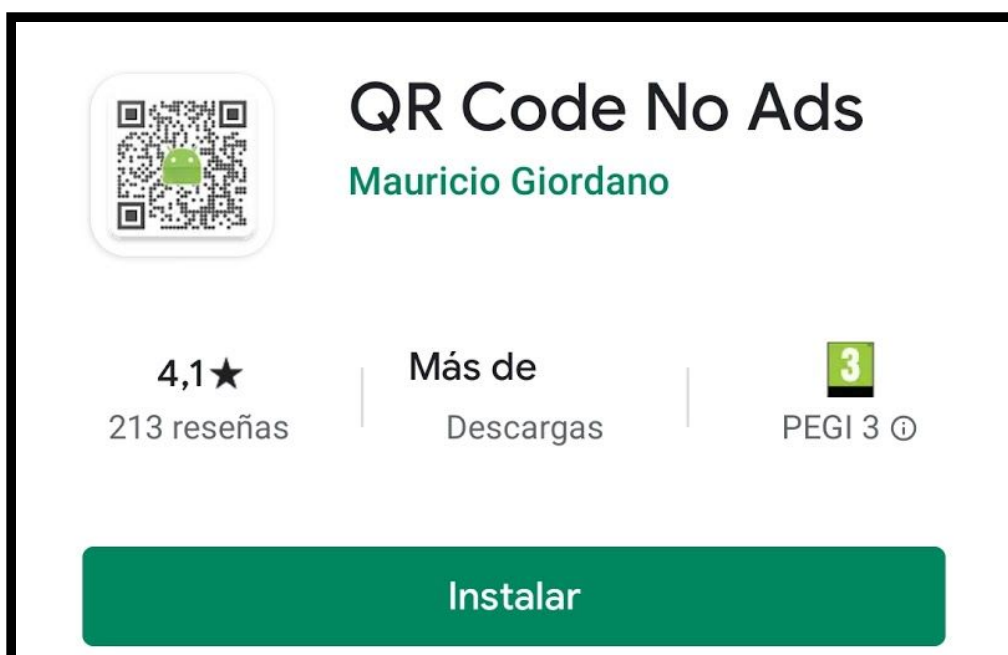 QR Code No Ads
Mauricio Giordano
4,1★
213 reseñas
Más de
Descargas
3
PEGI 3 ⓘ
Instalar